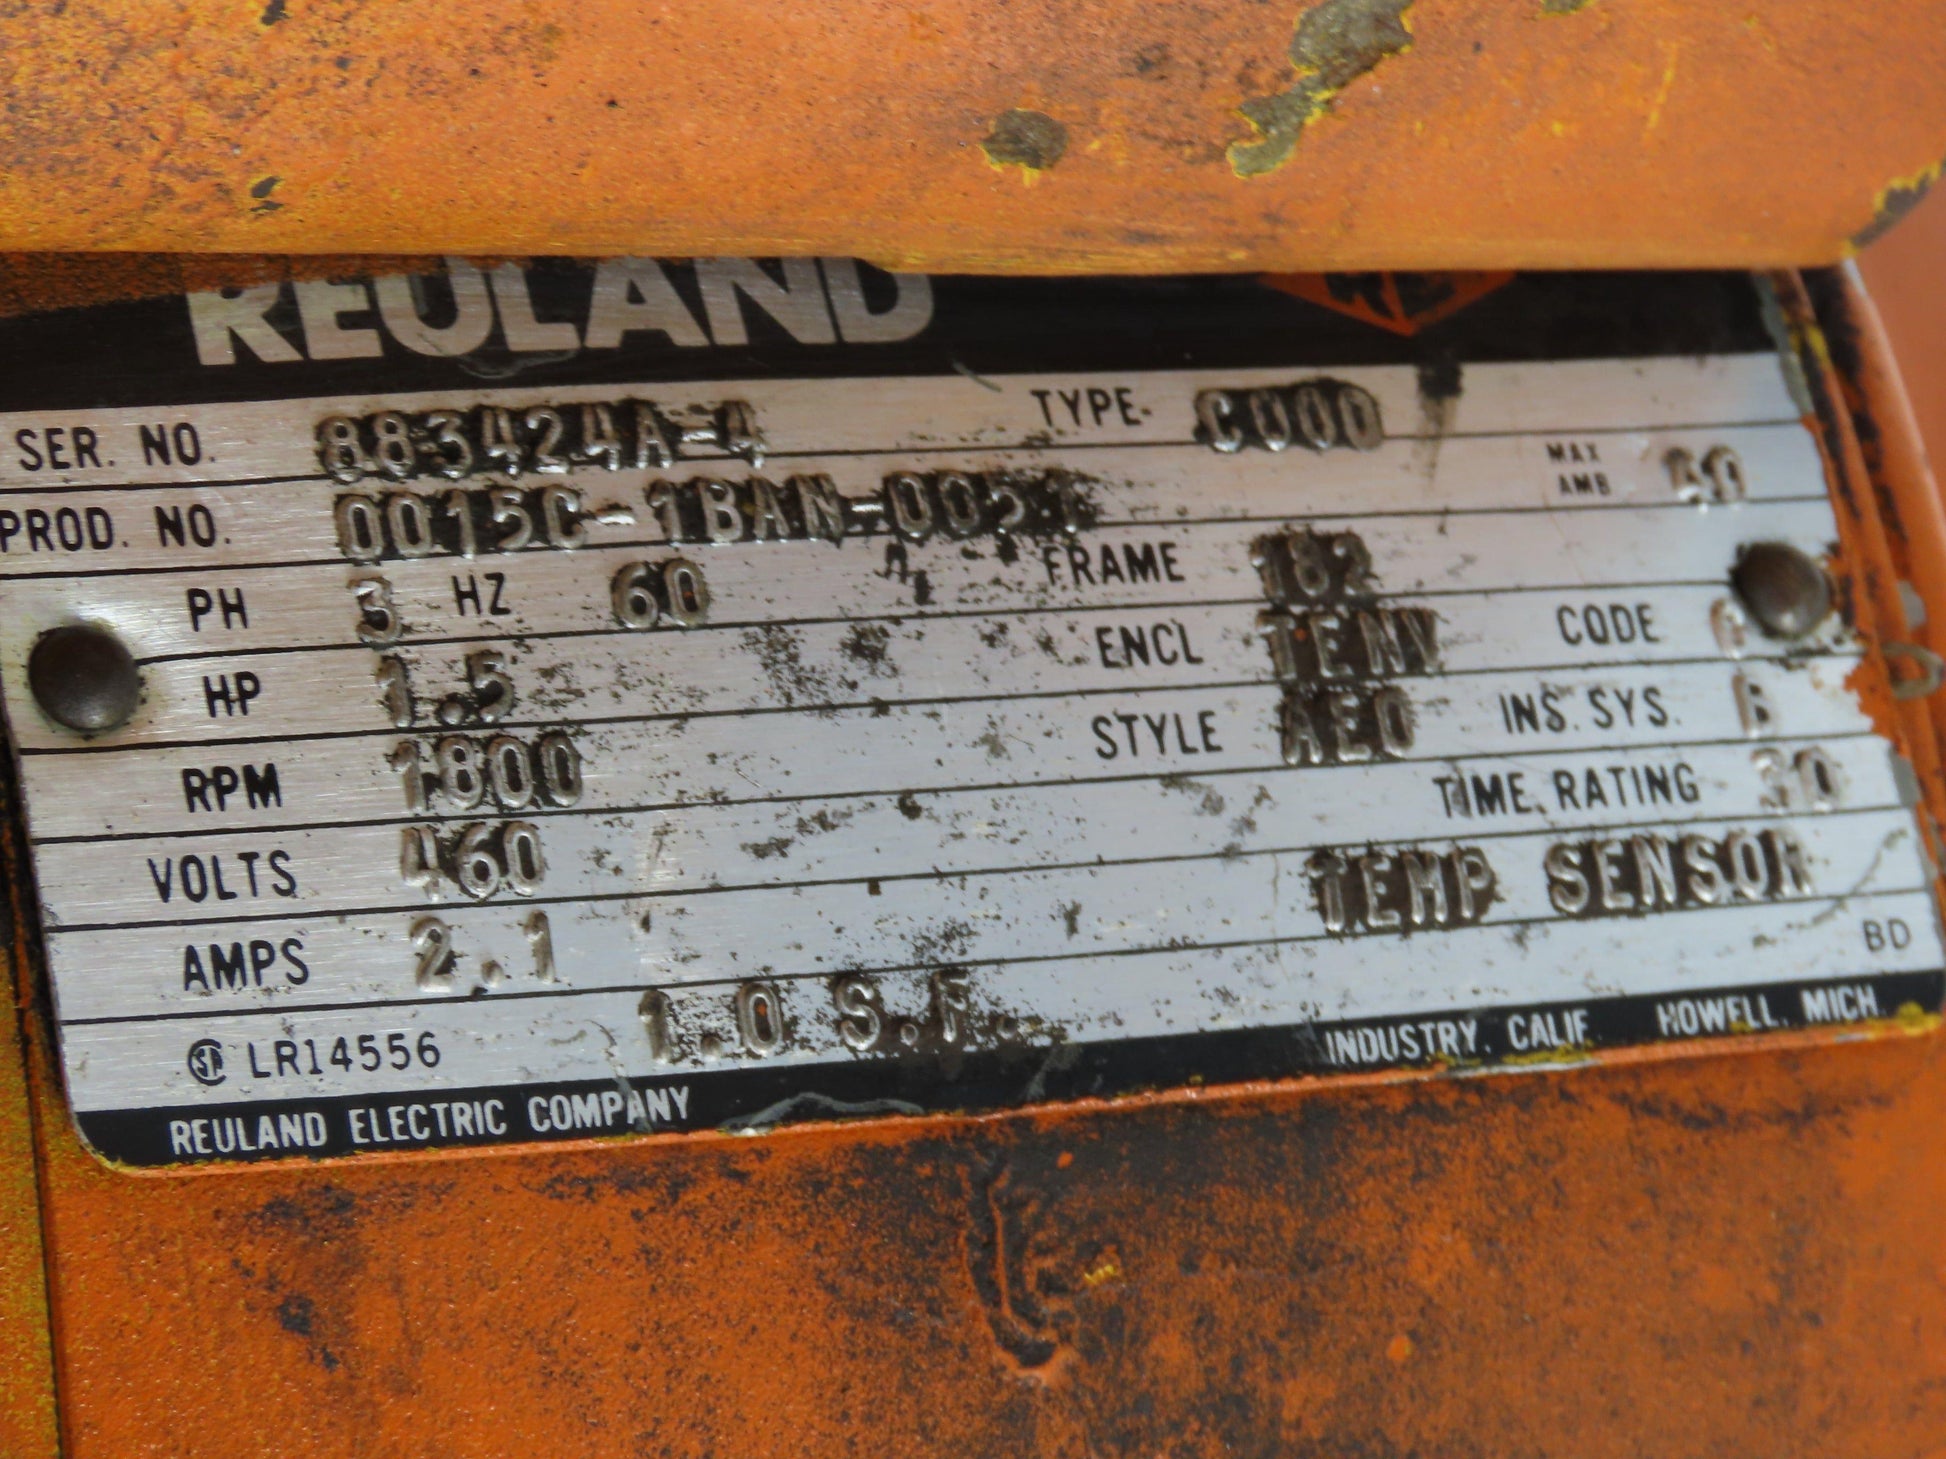 REULAND
SER. NO. 883424A-4 TYPE- C000
PROD. NO. 0015C-1BAN-0051 MAX AMB 40
PH 3 HZ 60 FRAME 182
HP 1.5 ENCL TENV CODE
RPM 1800 STYLE AEO INS. SYS. B
VOLTS 460 TIME RATING 30
AMPS 2.1 TEMP SENSOR
LR14556 1.0 S.F. BD
REULAND ELECTRIC COMPANY INDUSTRY, CALIF. HOWELL, MICH.